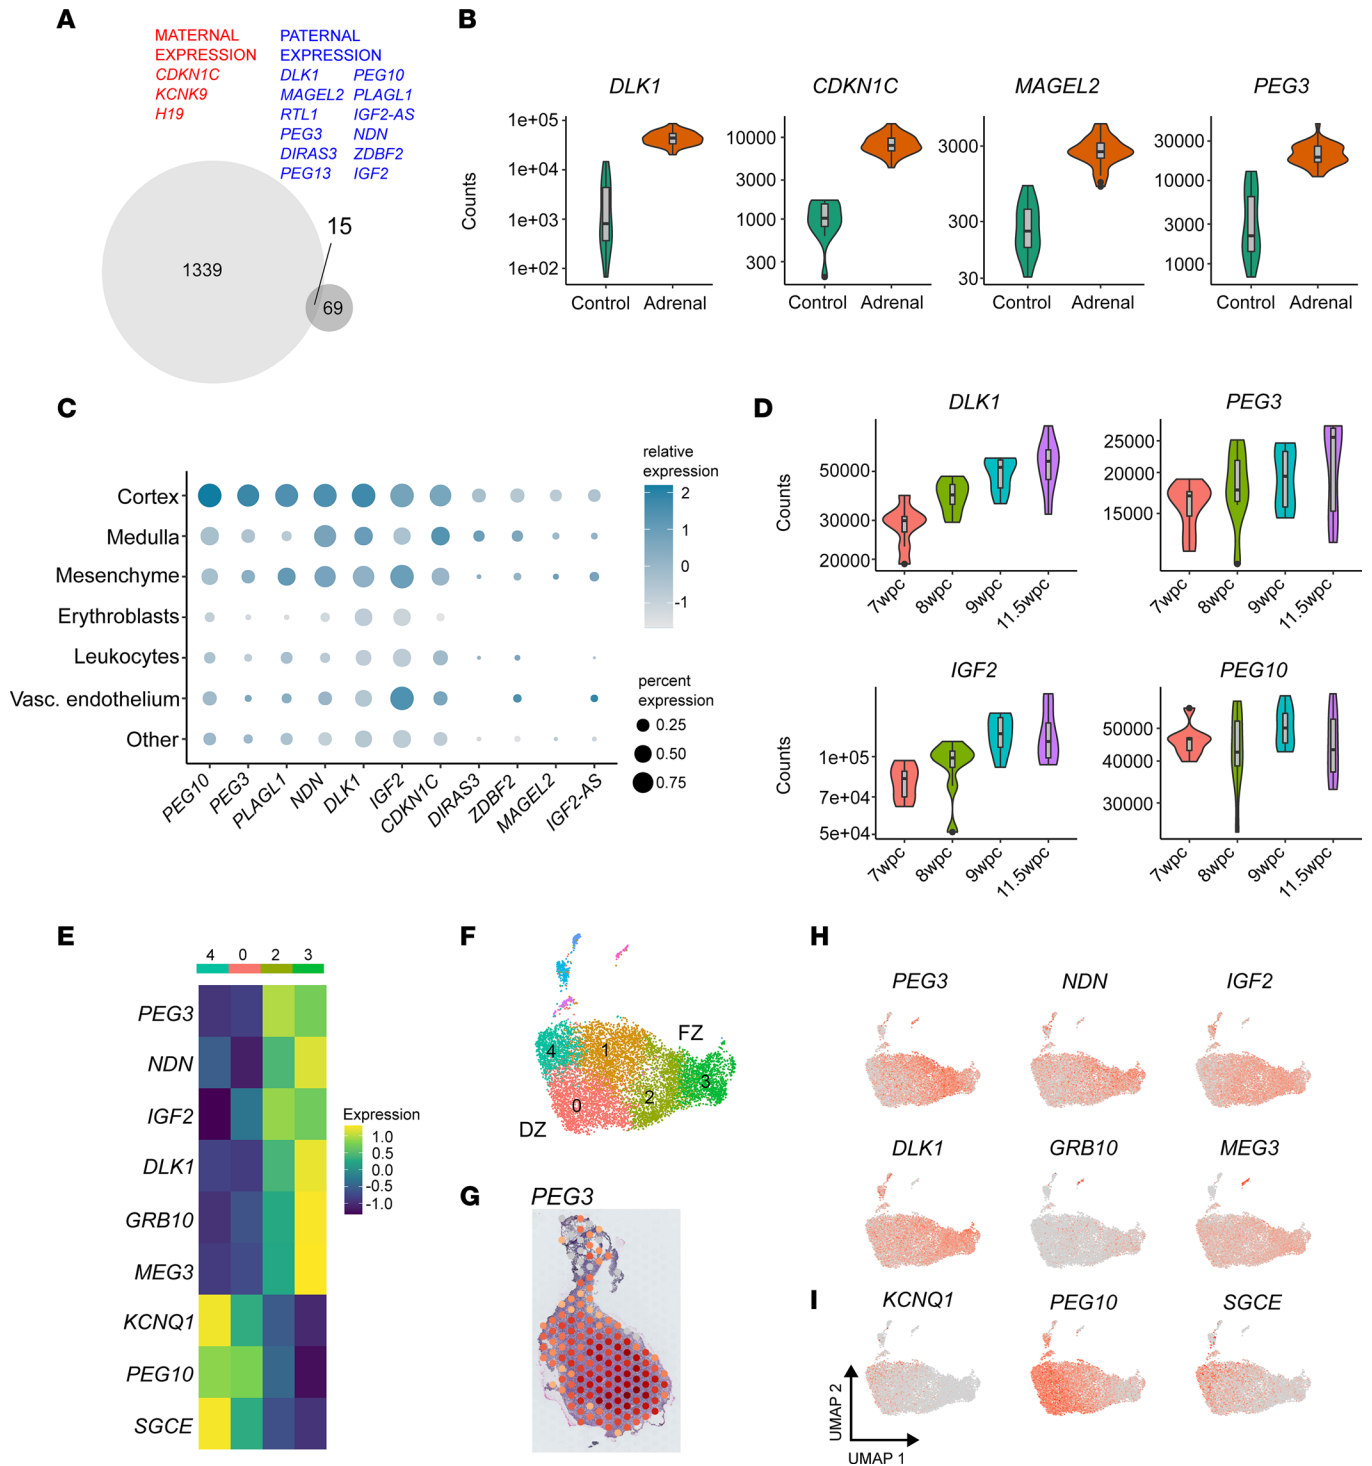 A
MATERNAL
EXPRESSION
CDKN1C
KCNK9
H19
PATERNAL
EXPRESSION
DLK1 PEG10
MAGEL2 PLAGL1
RTL1 IGF2-AS
PEG3 NDN
DIRAS3 ZDBF2
PEG13 IGF2
15
1339
69
B
DLK1
CDKN1C
MAGEL2
PEG3
Counts
1e+05
1e+04
1e+03
1e+02
Control Adrenal
10000
3000
1000
300
Control Adrenal
3000
300
30
Control Adrenal
30000
10000
3000
1000
Control Adrenal
C
Cortex
Medulla
Mesenchyme
Erythroblasts
Leukocytes
Vasc. endothelium
Other
PEG10
PEG3
PLAGL1
NDN
DLK1
IGF2
CDKN1C
DIRAS3
ZDBF2
MAGEL2
IGF2-AS
relative
expression
2
1
0
-1
percent
expression
0.25
0.50
0.75
D
DLK1
Counts
50000
30000
20000
7wpc
8wpc
9wpc
11.5wpc
PEG3
25000
20000
15000
7wpc
8wpc
9wpc
11.5wpc
IGF2
Counts
1e+05
7e+04
5e+04
7wpc
8wpc
9wpc
11.5wpc
PEG10
50000
40000
30000
7wpc
8wpc
9wpc
11.5wpc
E
4 0 2 3
PEG3
NDN
IGF2
DLK1
GRB10
MEG3
KCNQ1
PEG10
SGCE
Expression
1.0
0.5
0.0
-0.5
-1.0
F
FZ
4
1
3
2
0
DZ
G
PEG3
H
PEG3
NDN
IGF2
DLK1
GRB10
MEG3
I
KCNQ1
PEG10
SGCE
UMAP 2
UMAP 1